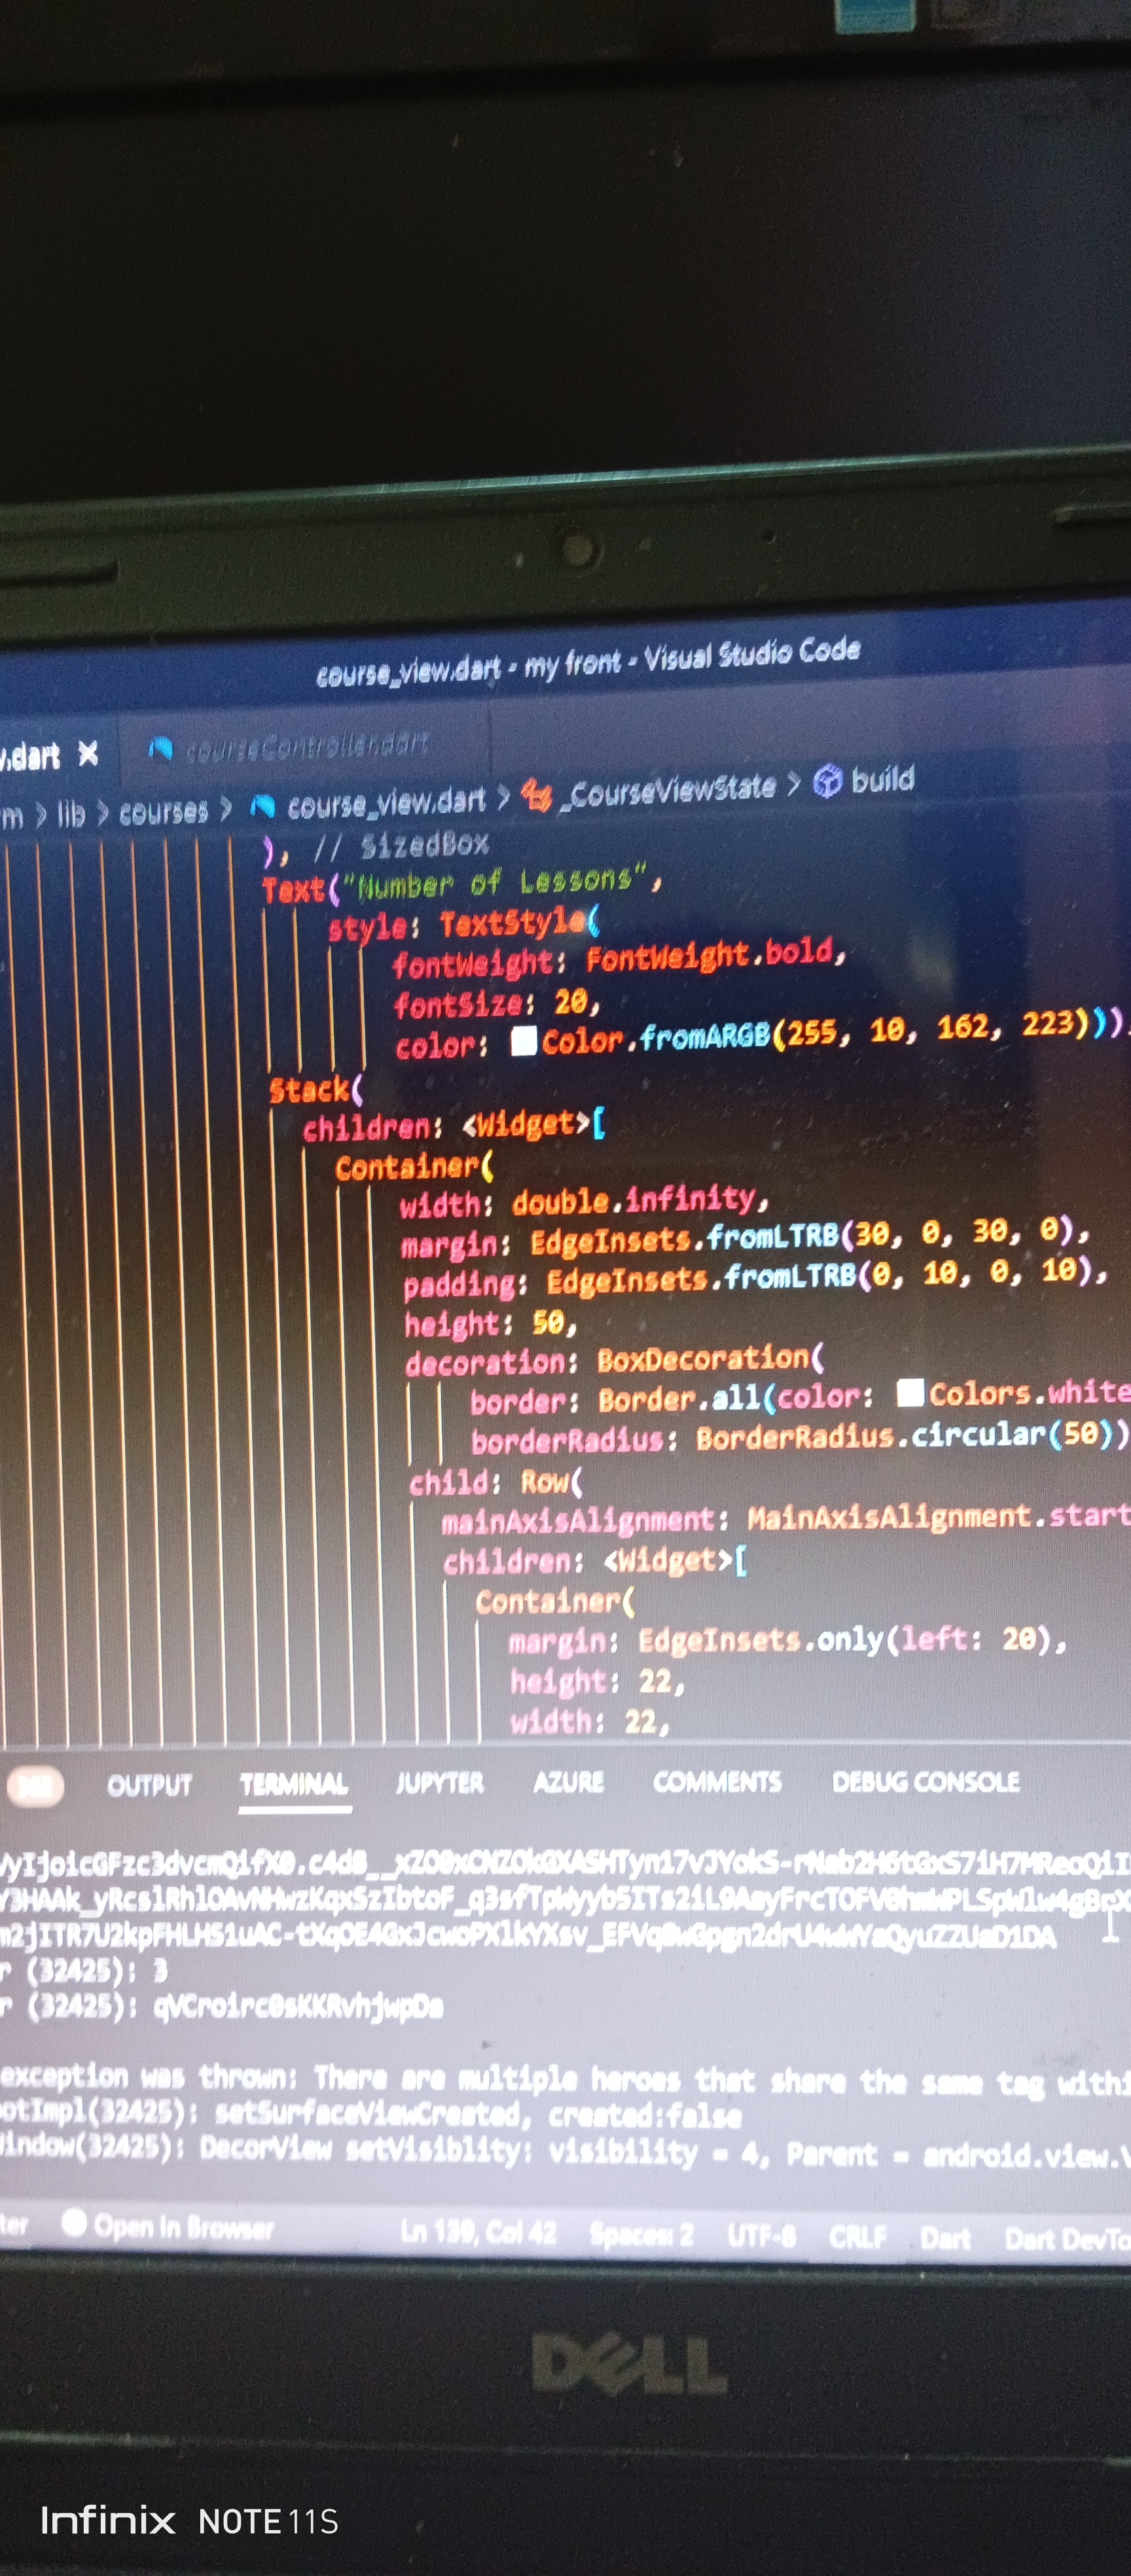 course_view.dart - my front - Visual Studio Code
.dart courseController.dart
m > lib > courses > course_view.dart > _CourseViewState > build
), // SizedBox
Text("Number of Lessons",
style: TextStyle(
fontWeight: FontWeight.bold,
fontSize: 20,
color: Color.fromARGB(255, 10, 162, 223))),
Stack(
children: <Widget>[
Container(
width: double.infinity,
margin: EdgeInsets.fromLTRB(30, 0, 30, 0),
padding: EdgeInsets.fromLTRB(0, 10, 0, 10),
height: 50,
decoration: BoxDecoration(
border: Border.all(color: Colors.white
borderRadius: BorderRadius.circular(50))
child: Row(
mainAxisAlignment: MainAxisAlignment.start
children: <Widget>[
Container(
margin: EdgeInsets.only(left: 20),
height: 22,
width: 22,
OUTPUT TERMINAL JUPYTER AZURE COMMENTS DEBUG CONSOLE
r (32425): 3
r (32425):
exception was thrown: There are multiple heroes that share the same tag withi
otImpl(32425): setSurfaceViewCreated, created:false
indow(32425): DecorView setVisiblity: visibility = 4, Parent = android.view.V
ter Open in Browser Ln 139, Col 42 Spaces: 2 UTF-8 CRLF Dart Dart DevTo
DELL
Infinix NOTE 11S